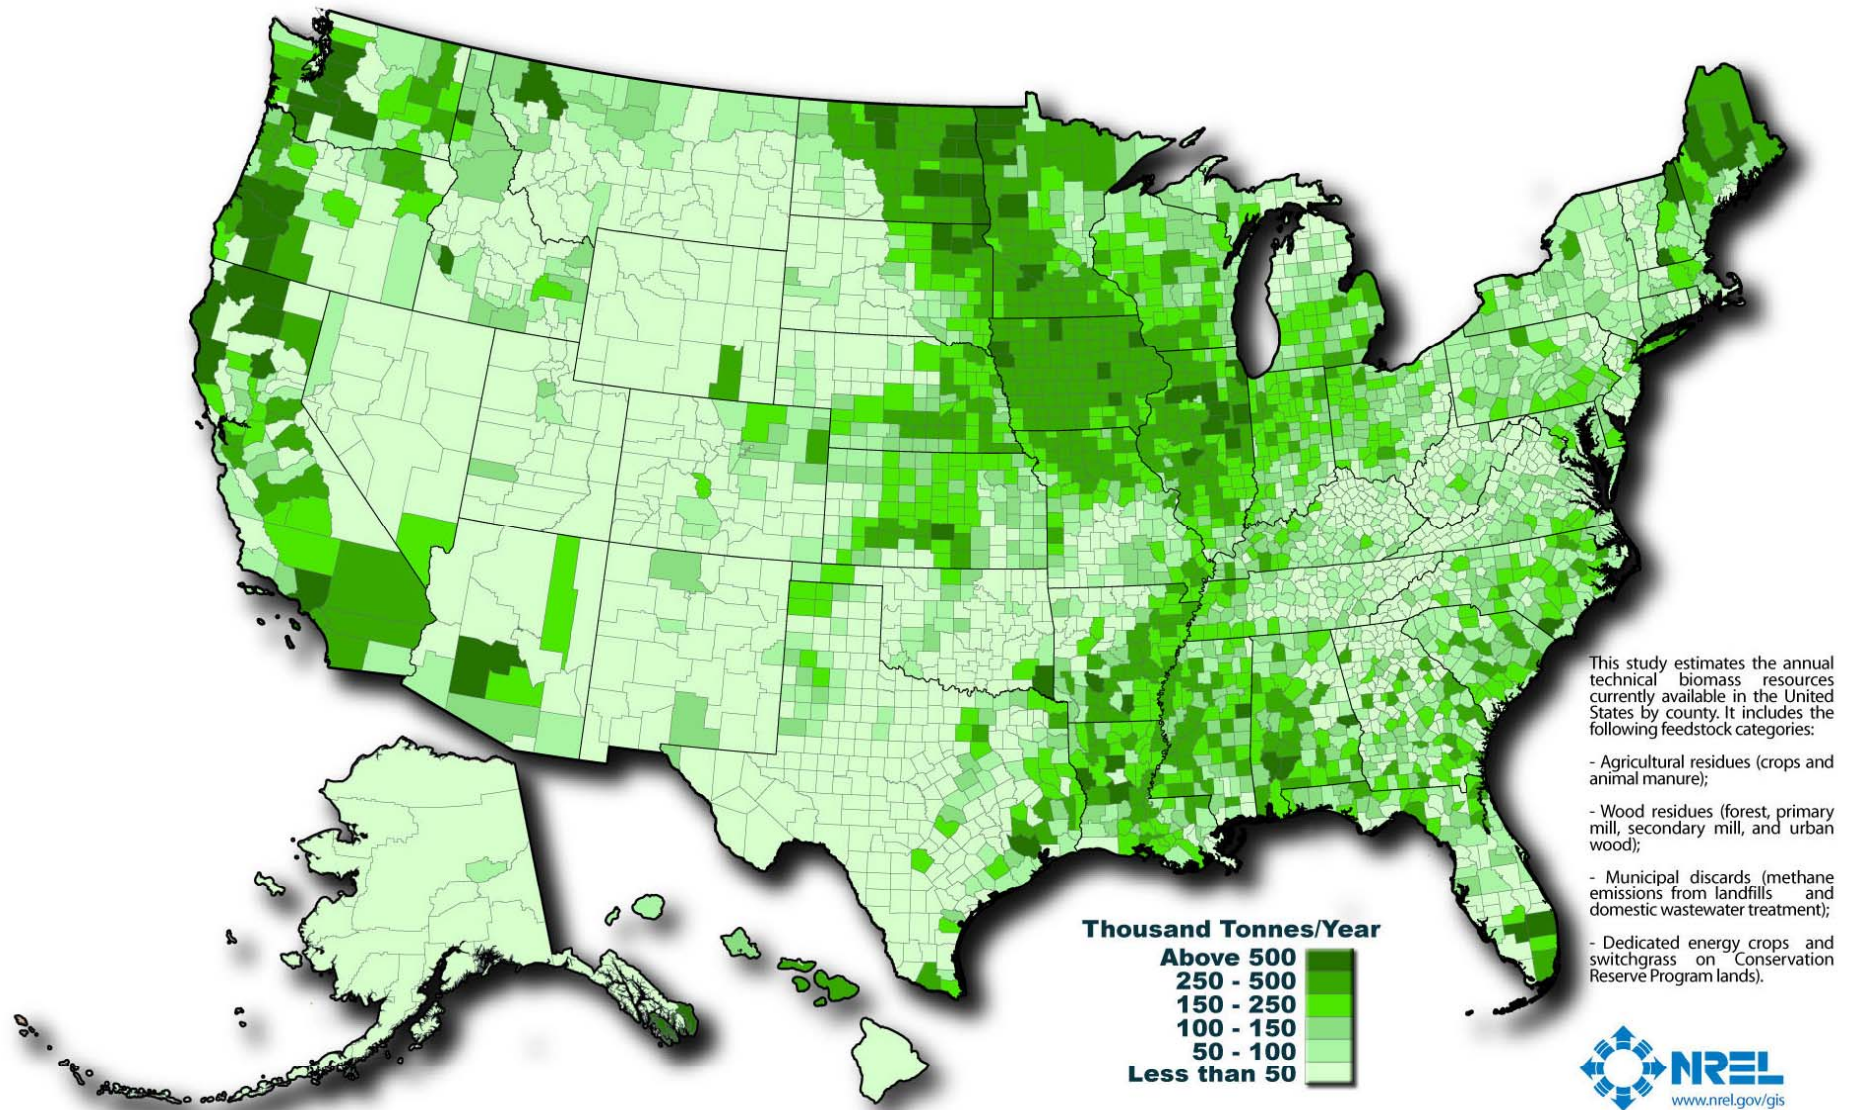 This study estimates the annual
technical biomass resources
currently available in the United
States by county. It includes the
following feedstock categories:
- Agricultural residues (crops and
animal manure);
- Wood residues (forest, primary
mill, secondary mill, and urban
wood);
- Municipal discards (methane
emissions from landfills and
domestic wastewater treatment);
- Dedicated energy crops and
switchgrass on Conservation
Reserve Program lands).
Thousand Tonnes/Year
Above 500
250 - 500
150 - 250
100 - 150
50 - 100
Less than 50
NREL
www.nrel.gov/gis